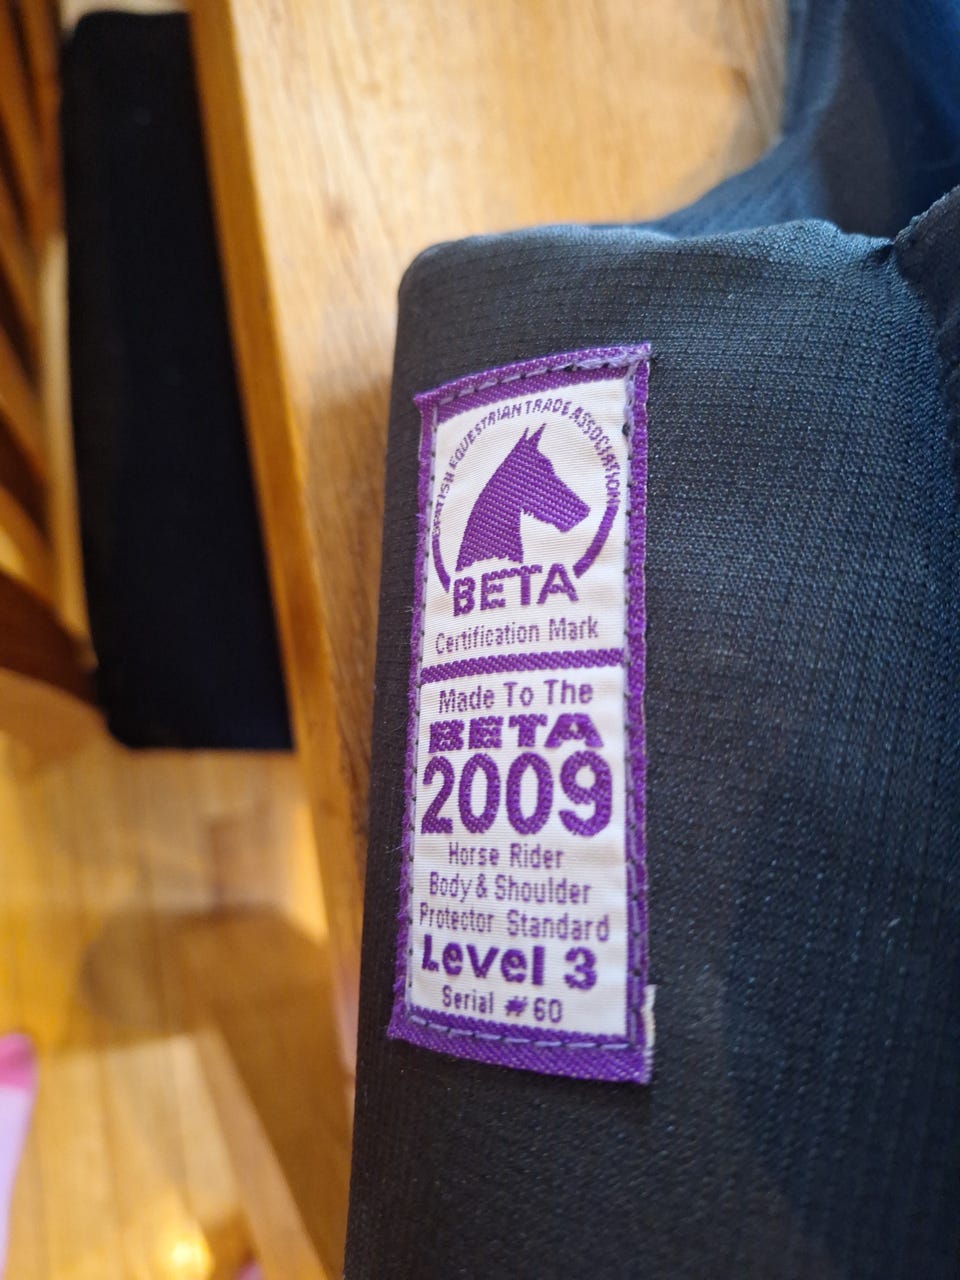 BRITISH EQUESTRIAN TRADE ASSOCIATION
BETA
Certification Mark
Made To The
BETA
2009
Horse Rider
Body & Shoulder
Protector Standard
Level 3
Serial # 60